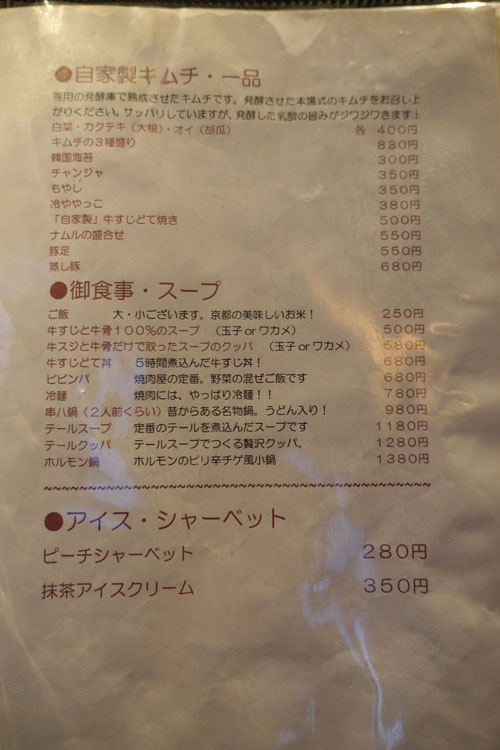 ●自家製キムチ・一品
専用の発酵庫で熟成させたキムチです。発酵させた本場式のキムチをお召し上
がりください。サッパリしていますが、発酵した乳酸の旨みがジワジワきます！
白菜・カクテキ（大根）・オイ（胡瓜） 各 400円
キムチの3種盛り 880円
韓国海苔 300円
チャンジャ 350円
もやし 350円
冷ややっこ 380円
「自家製」牛すじどて焼き 500円
ナムルの盛合せ 550円
豚足 550円
蒸し豚 680円
●御食事・スープ
ご飯 大・小ございます。京都の美味しいお米！ 250円
牛すじと牛骨100％のスープ （玉子 or ワカメ） 500円
牛スジと牛骨だけで取ったスープのクッパ （玉子 or ワカメ） 580円
牛すじどて丼 5時間煮込んだ牛すじ丼！ 680円
ビビンバ 焼肉屋の定番。野菜の混ぜご飯です 680円
冷麺 焼肉には、やっぱり冷麺！！ 780円
串八鍋（2人前くらい）昔からある名物鍋。うどん入り！ 980円
テールスープ 定番のテールを煮込んだスープです 1180円
テールクッパ テールスープでつくる贅沢クッパ。 1280円
ホルモン鍋 ホルモンのピリ辛チゲ風小鍋 1380円
●アイス・シャーベット
ピーチシャーベット 280円
抹茶アイスクリーム 350円